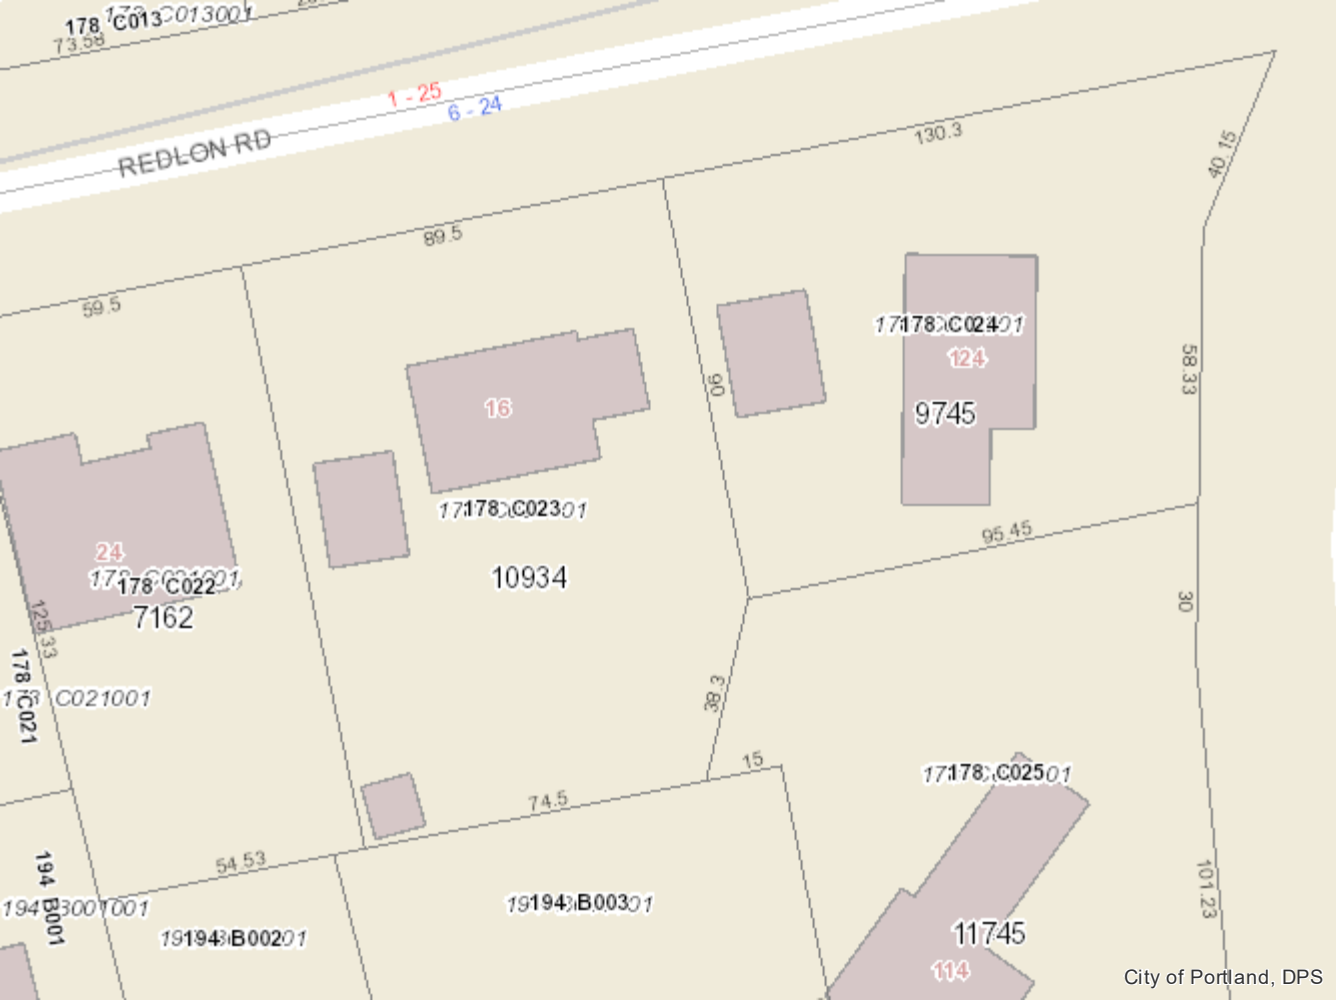 178 C013
73.58
1 - 25
6 - 24
REDLON RD
130.3
40.15
89.5
59.5
178 C024
124
9745
58.33
90
16
178 C023
10934
95.45
24
178 C022
7162
125.33
30
178 C021
C021001
38.3
15
178 C025
74.5
54.53
194 B001
194 B003
194 B002
101.23
11745
114
City of Portland, DPS